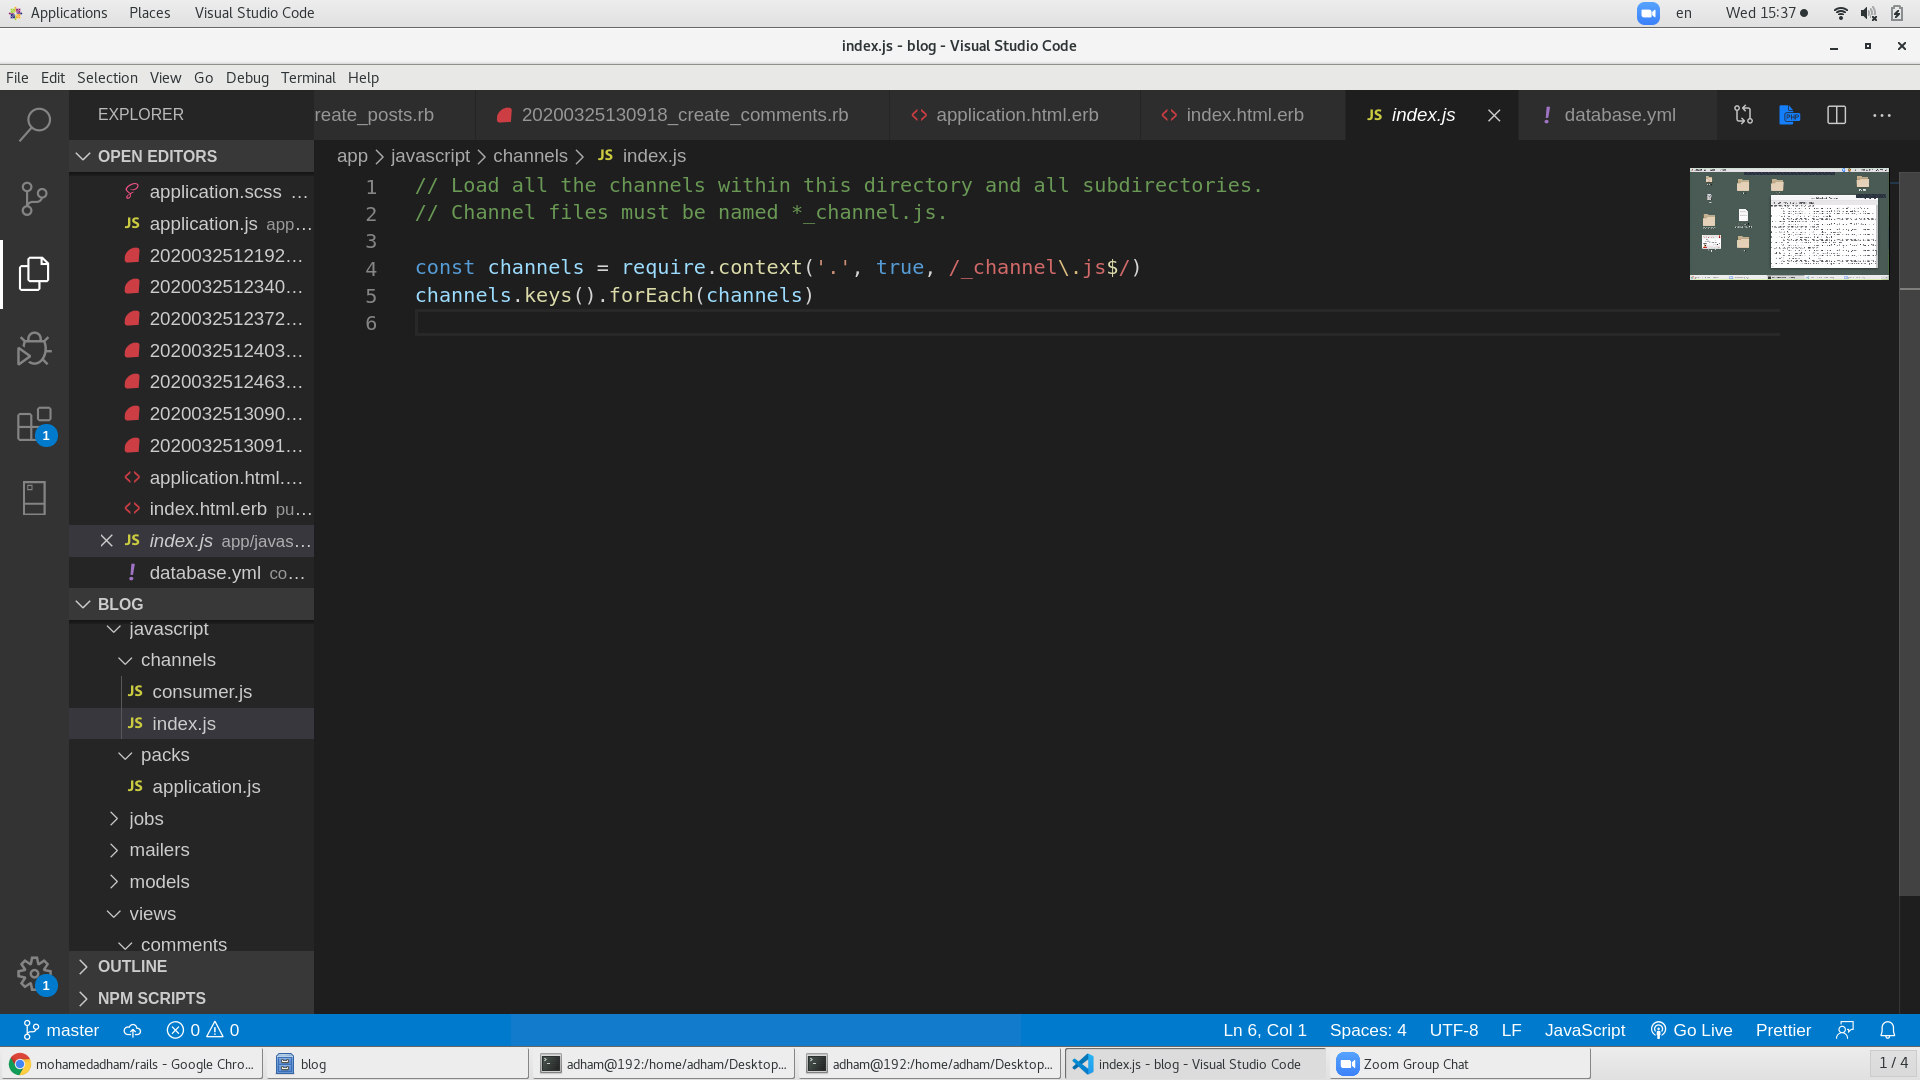 Applications Places Visual Studio Code en Wed 15:37
index.js - blog - Visual Studio Code
File Edit Selection View Go Debug Terminal Help
EXPLORER
reate_posts.rb 20200325130918_create_comments.rb application.html.erb index.html.erb JS index.js ! database.yml
OPEN EDITORS
app javascript channels JS index.js
application.scss …
JS application.js app…
2020032512192…
2020032512340…
2020032512372…
2020032512403…
2020032512463…
2020032513090…
2020032513091…
application.html.…
index.html.erb pu…
JS index.js app/javas…
! database.yml co…
1 // Load all the channels within this directory and all subdirectories.
2 // Channel files must be named *_channel.js.
3
4 const channels = require.context('.', true, /_channel\.js$/)
5 channels.keys().forEach(channels)
6
1
BLOG
javascript
channels
JS consumer.js
JS index.js
packs
JS application.js
jobs
mailers
models
views
comments
OUTLINE
NPM SCRIPTS
1
master 0 0 Ln 6, Col 1 Spaces: 4 UTF-8 LF JavaScript Go Live Prettier
mohamedadham/rails - Google Chro… blog adham@192:/home/adham/Desktop… adham@192:/home/adham/Desktop… index.js - blog - Visual Studio Code Zoom Group Chat 1 / 4